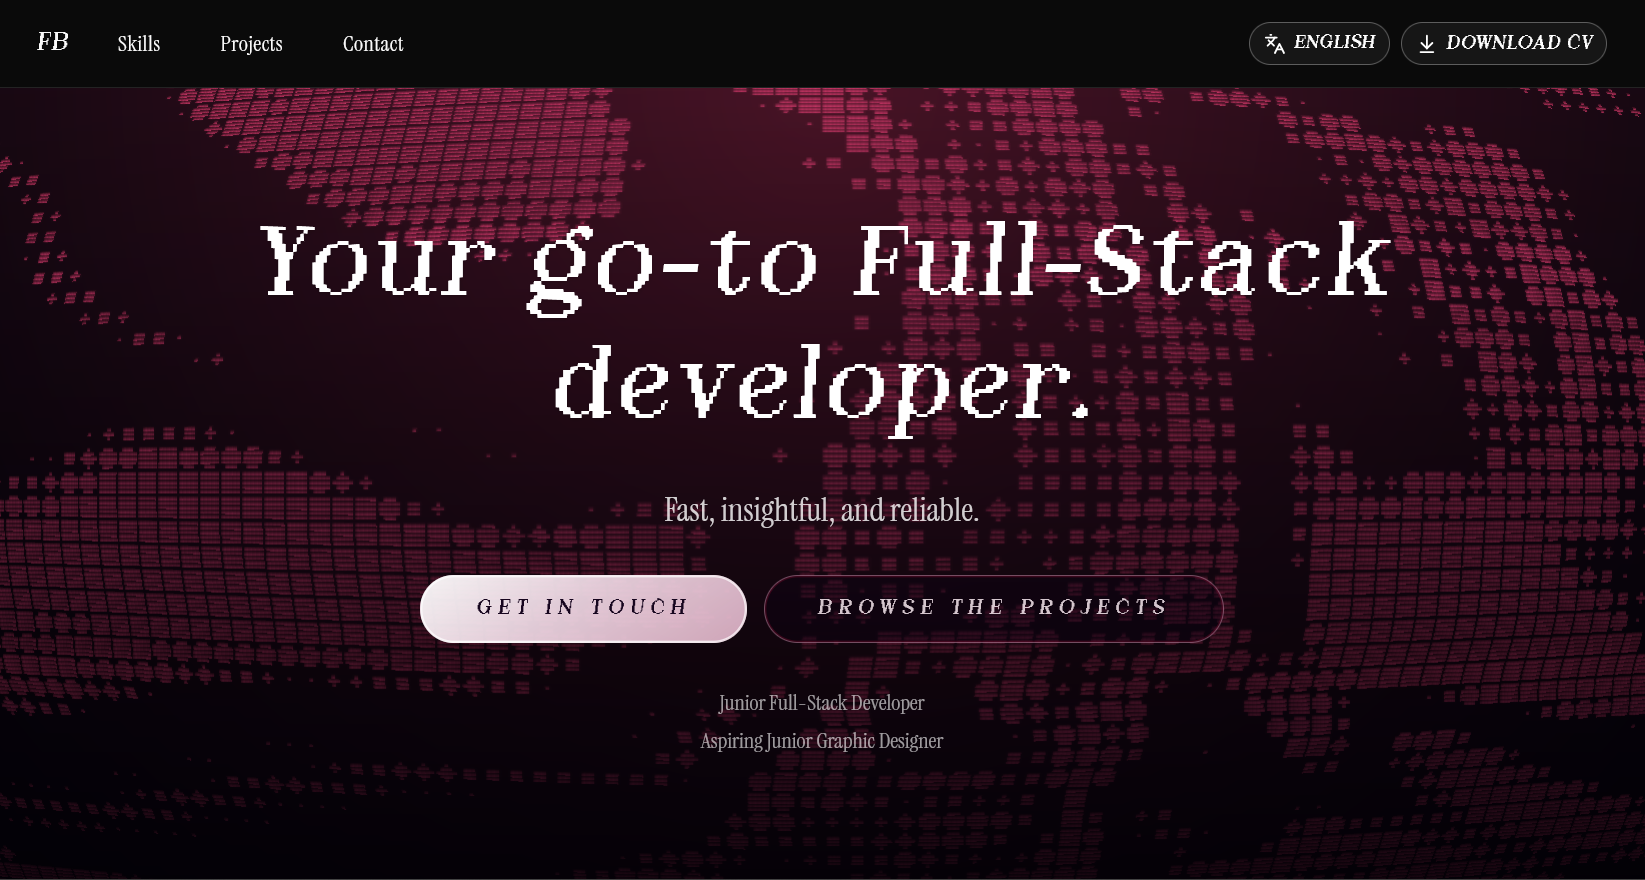 FB
Skills
Projects
Contact
ENGLISH
DOWNLOAD CV
Your go-to Full-Stack
developer.
Fast, insightful, and reliable.
GET IN TOUCH
BROWSE THE PROJECTS
Junior Full-Stack Developer
Aspiring Junior Graphic Designer